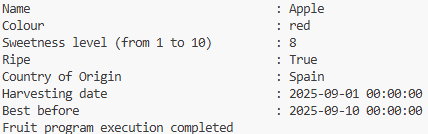 Name : Apple
Colour : red
Sweetness level (from 1 to 10) : 8
Ripe : True
Country of Origin : Spain
Harvesting date : 2025-09-01 00:00:00
Best before : 2025-09-10 00:00:00
Fruit program execution completed